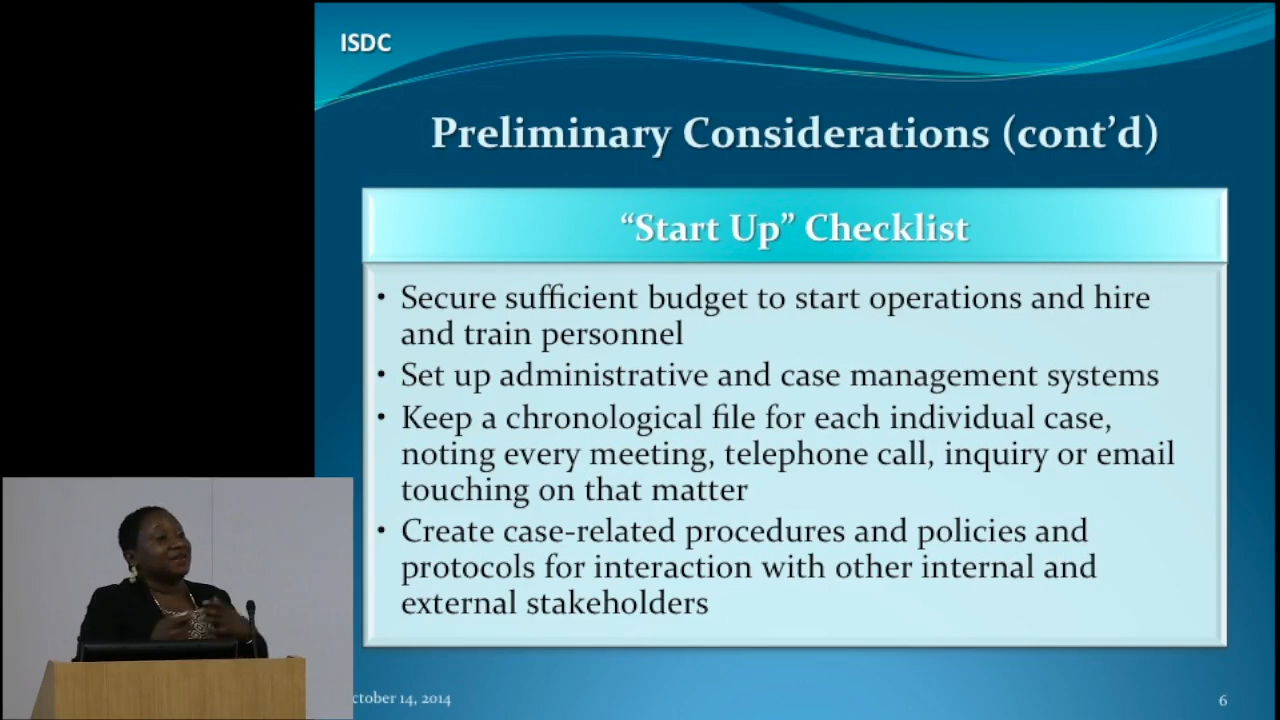 ISDC
Preliminary Considerations (cont’d)
“Start Up” Checklist
• Secure sufficient budget to start operations and hire
and train personnel
• Set up administrative and case management systems
• Keep a chronological file for each individual case,
noting every meeting, telephone call, inquiry or email
touching on that matter
• Create case-related procedures and policies and
protocols for interaction with other internal and
external stakeholders
ctober 14, 2014
6